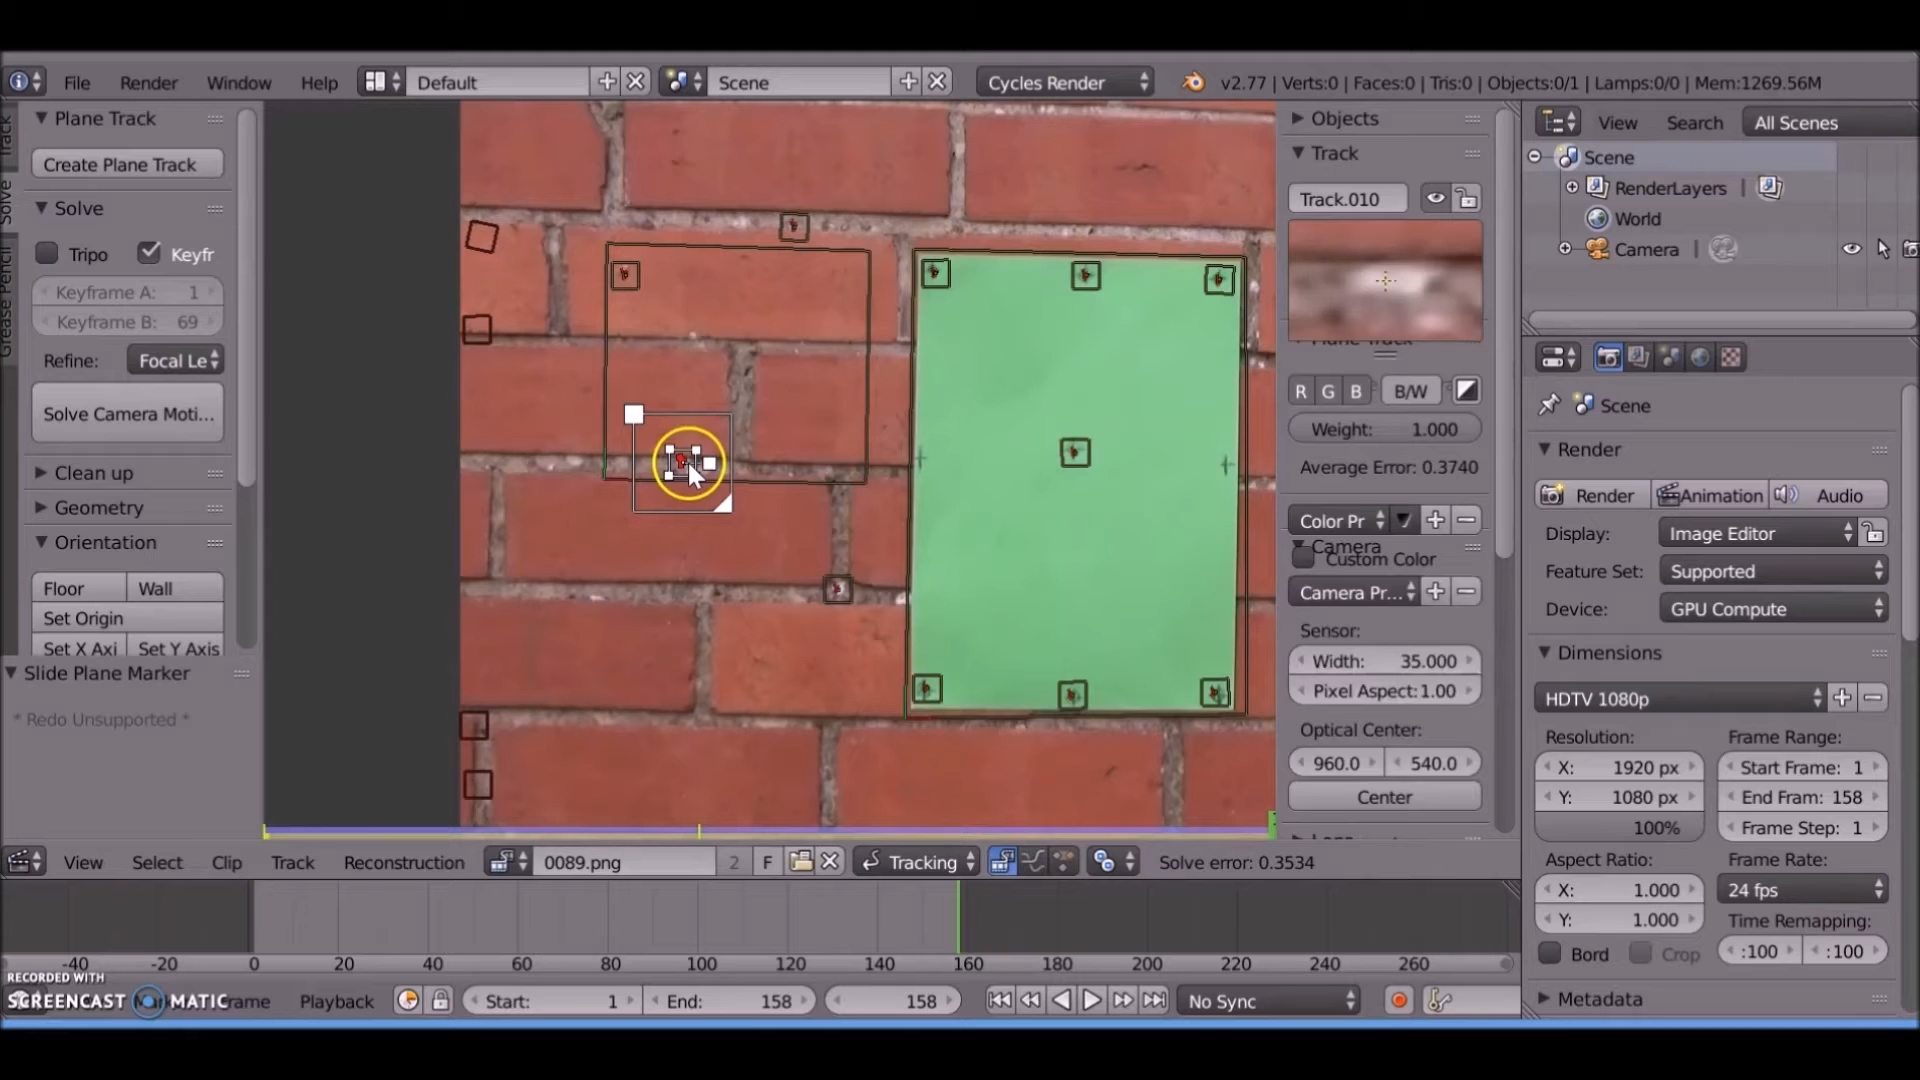 File Render Window Help Default Scene Cycles Render v2.77 | Verts:0 | Faces:0 | Tris:0 | Objects:0/1 | Lamps:0/0 | Mem:1269.56M
Track
Solve
Grease Pencil
Plane Track
Create Plane Track
Solve
Tripo Keyfr
Keyframe A: 1
Keyframe B: 69
Refine: Focal Le
Solve Camera Moti...
Clean up
Geometry
Orientation
Floor Wall
Set Origin
Set X Axi Set Y Axis
Slide Plane Marker
* Redo Unsupported *
Objects
Track
Track.010
R G B B/W
Weight: 1.000
Average Error: 0.3740
Color Pr
Camera
Custom Color
Camera Pr...
Sensor:
Width: 35.000
Pixel Aspect:1.00
Optical Center:
960.0 540.0
Center
View Search All Scenes
Scene
RenderLayers |
World
Camera |
Scene
Render
Render Animation Audio
Display: Image Editor
Feature Set: Supported
Device: GPU Compute
Dimensions
HDTV 1080p
Resolution: Frame Range:
X: 1920 px Start Frame: 1
Y: 1080 px End Fram: 158
100% Frame Step: 1
Aspect Ratio: Frame Rate:
X: 1.000 24 fps
Y: 1.000 Time Remapping:
Bord Crop :100 :100
Metadata
View Select Clip Track Reconstruction 0089.png 2 F Tracking Solve error: 0.3534
-40 -20 0 20 40 60 80 100 120 140 160 180 200 220 240 260
RECORDED WITH
SCREENCAST MATIC
Frame Playback Start: 1 End: 158 158 No Sync